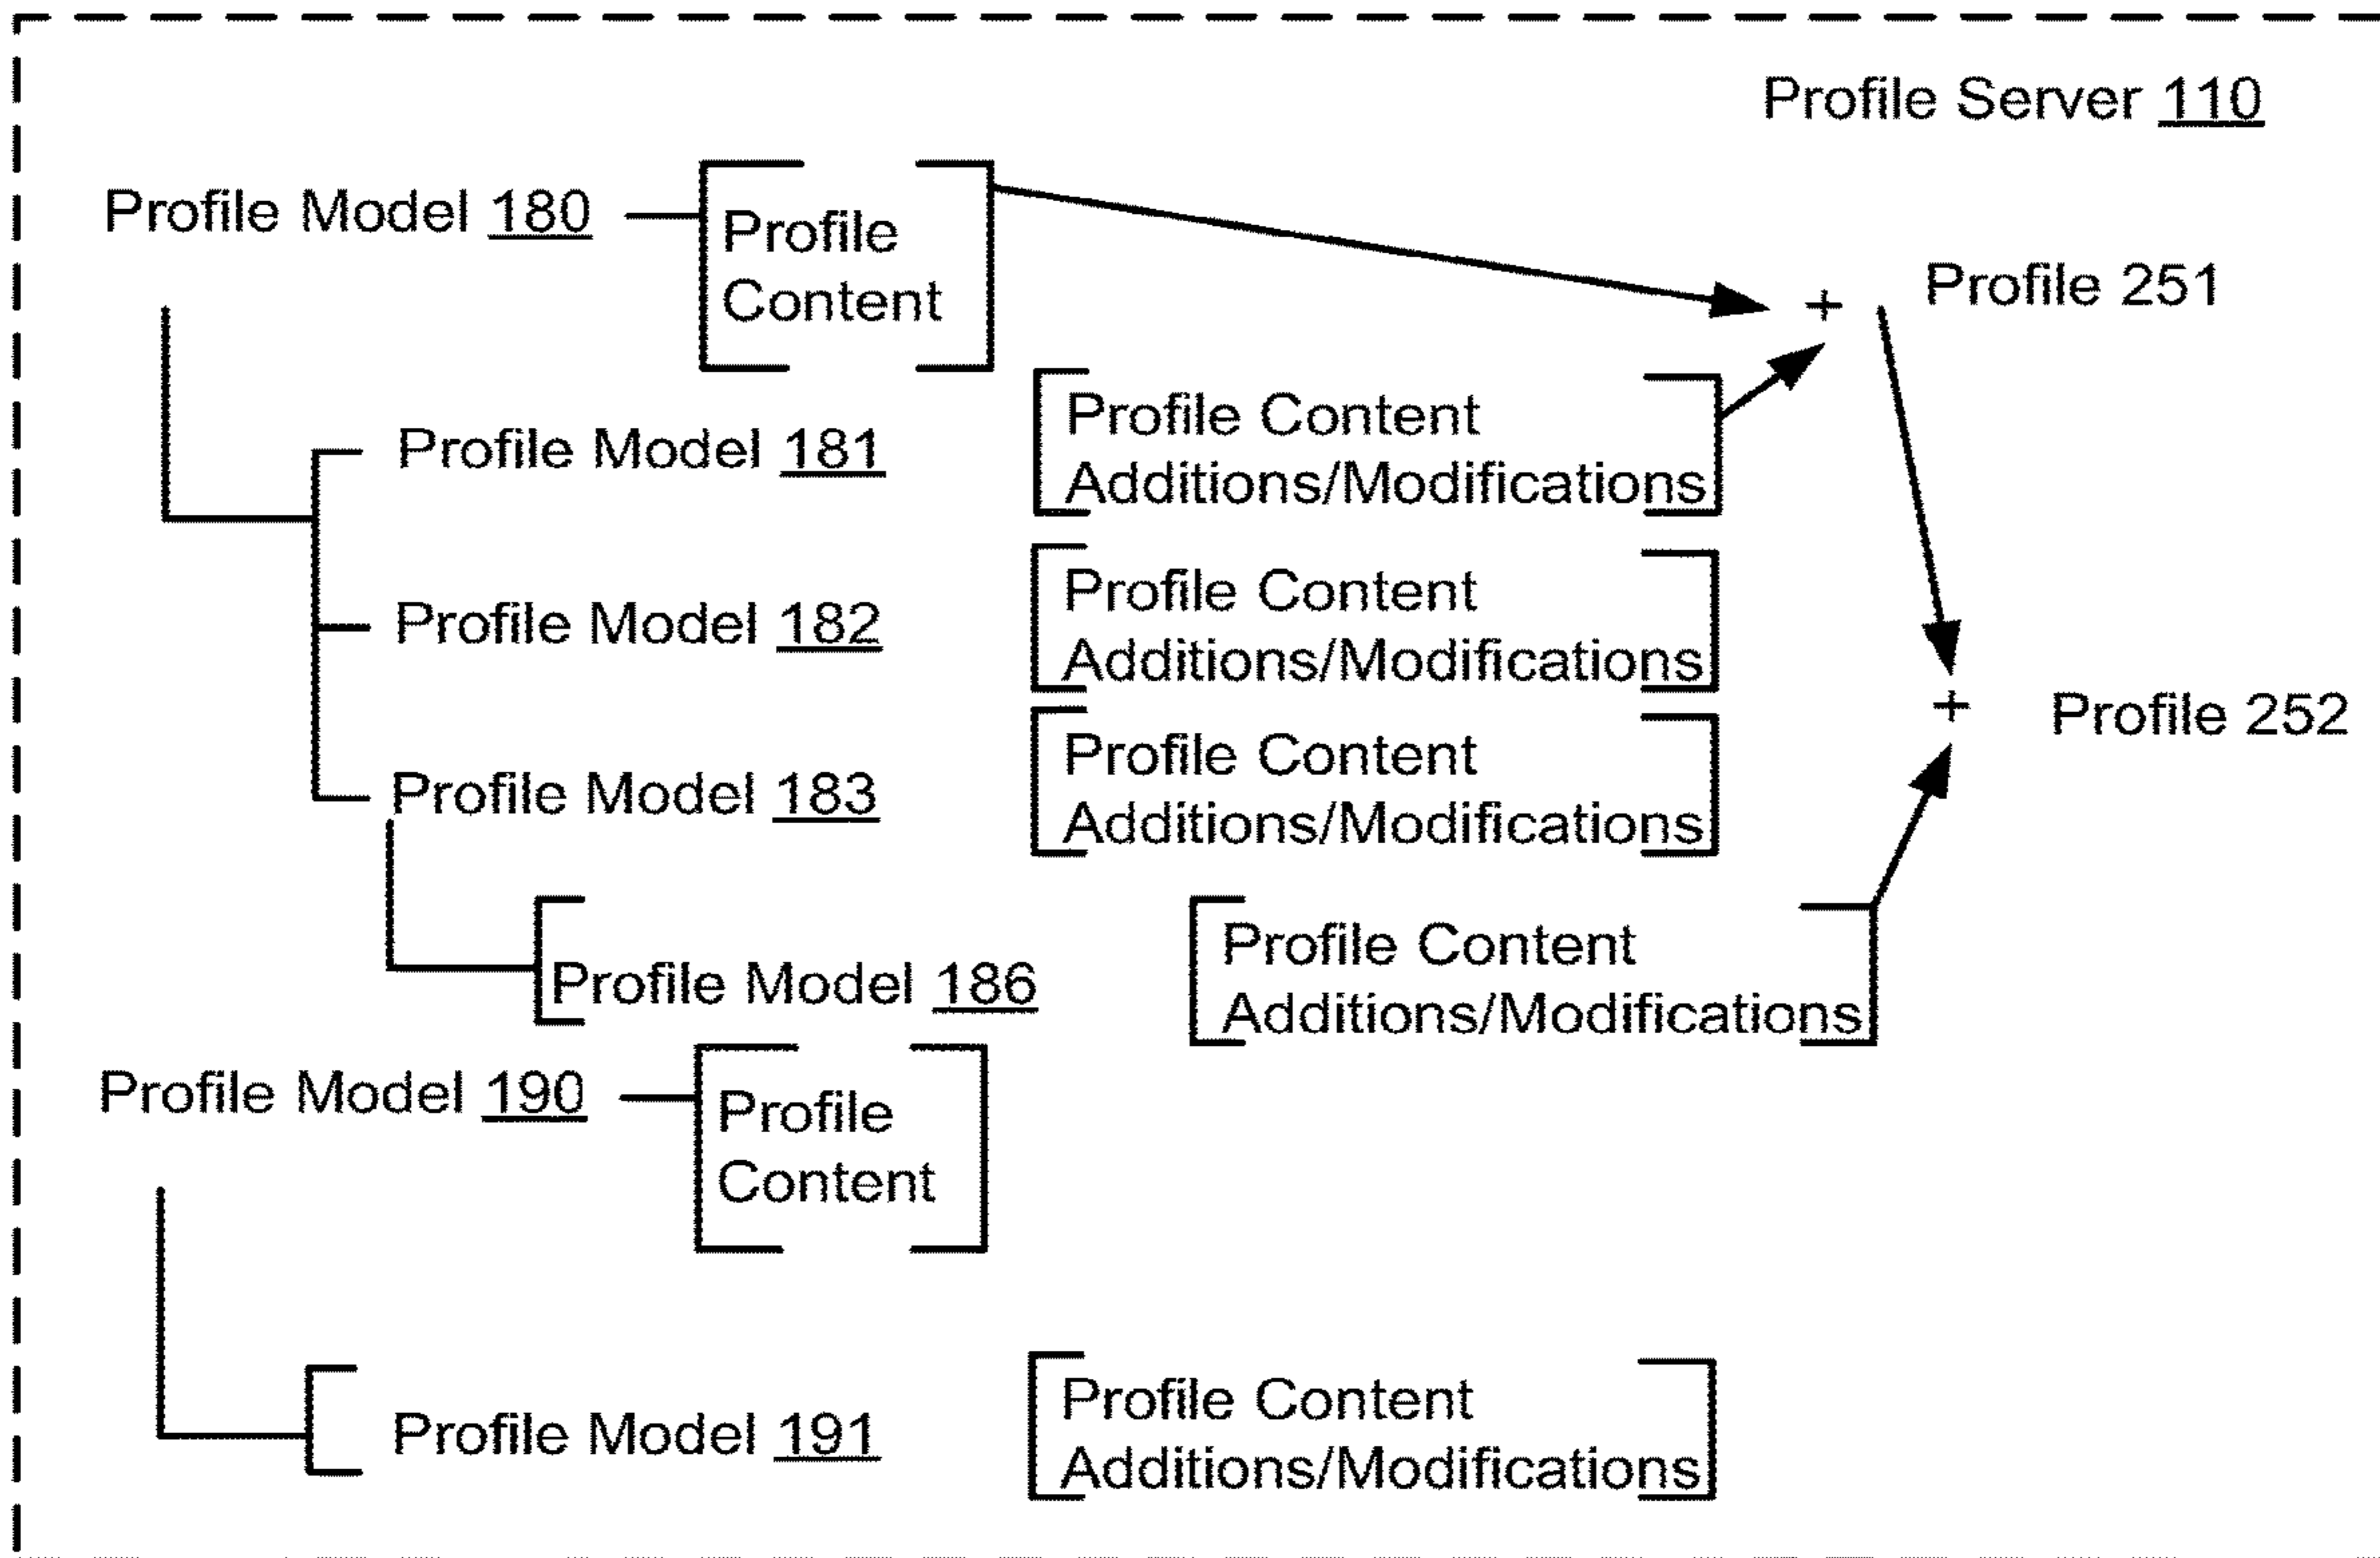 Profile Server 110
Profile Model 180
Profile
Content
+
Profile 251
Profile Model 181
Profile Content
Additions/Modifications
Profile Model 182
Profile Content
Additions/Modifications
+
Profile 252
Profile Model 183
Profile Content
Additions/Modifications
Profile Model 186
Profile Content
Additions/Modifications
Profile Model 190
Profile
Content
Profile Model 191
Profile Content
Additions/Modifications